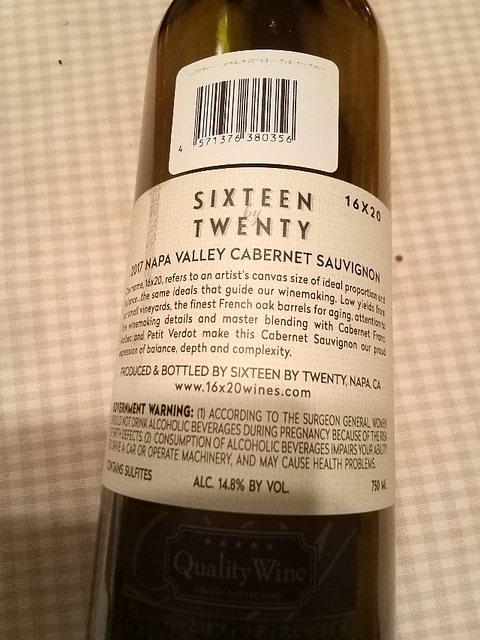 4 571376 380356
SIXTEEN
by
TWENTY
16X20
2017 NAPA VALLEY CABERNET SAUVIGNON
name, 16x20, refers to an artist's canvas size of ideal proportion and
the same ideals that guide our winemaking. Low yields from
small vineyards, the finest French oak barrels for aging, attention to
winemaking details and master blending with Cabernet Franc,
and Petit Verdot make this Cabernet Sauvignon our proud
expression of balance, depth and complexity.
PRODUCED & BOTTLED BY SIXTEEN BY TWENTY, NAPA, CA
www.16x20wines.com
GOVERNMENT WARNING: (1) ACCORDING TO THE SURGEON GENERAL, WOMEN
SHOULD NOT DRINK ALCOHOLIC BEVERAGES DURING PREGNANCY BECAUSE OF THE RISK
OF BIRTH DEFECTS. (2) CONSUMPTION OF ALCOHOLIC BEVERAGES IMPAIRS YOUR ABILITY
TO DRIVE A CAR OR OPERATE MACHINERY, AND MAY CAUSE HEALTH PROBLEMS.
CONTAINS SULFITES
ALC. 14.8% BY VOL.
750 ML
Quality Wine